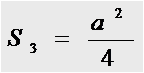 S₃ = a²/4